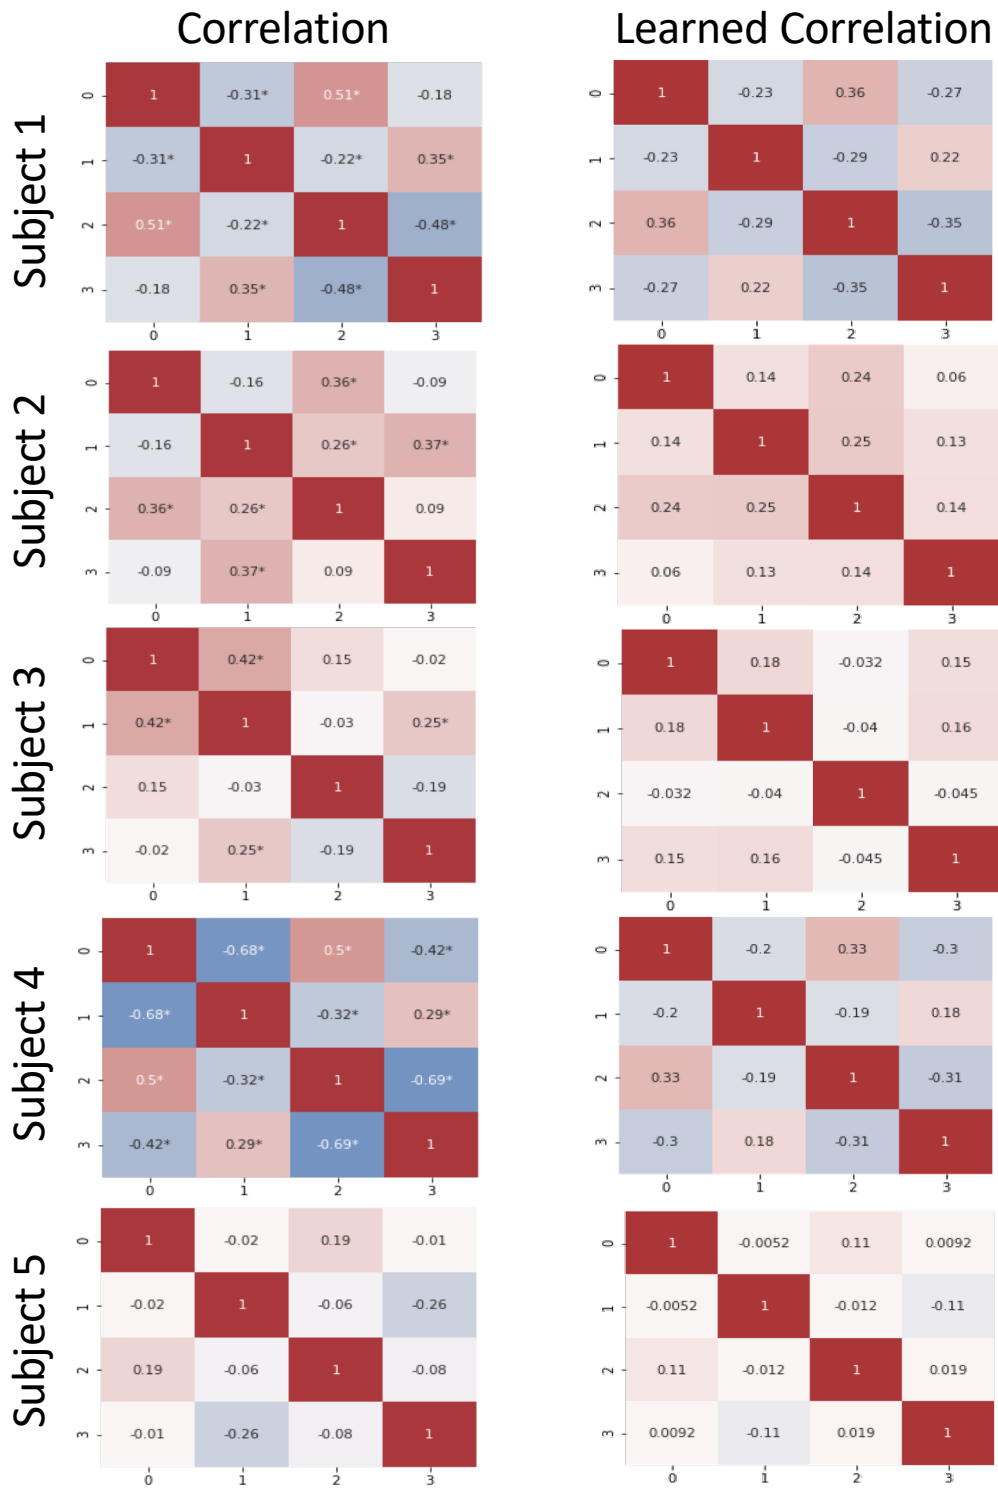 Correlation Learned Correlation
Subject 1
0 1 -0.31* 0.51* -0.18
1 -0.31* 1 -0.22* 0.35*
2 0.51* -0.22* 1 -0.48*
3 -0.18 0.35* -0.48* 1
0 1 2 3
0 1 -0.23 0.36 -0.27
1 -0.23 1 -0.29 0.22
2 0.36 -0.29 1 -0.35
3 -0.27 0.22 -0.35 1
0 1 2 3
Subject 2
0 1 -0.16 0.36* -0.09
1 -0.16 1 0.26* 0.37*
2 0.36* 0.26* 1 0.09
3 -0.09 0.37* 0.09 1
0 1 2 3
0 1 0.14 0.24 0.06
1 0.14 1 0.25 0.13
2 0.24 0.25 1 0.14
3 0.06 0.13 0.14 1
0 1 2 3
Subject 3
0 1 0.42* 0.15 -0.02
1 0.42* 1 -0.03 0.25*
2 0.15 -0.03 1 -0.19
3 -0.02 0.25* -0.19 1
0 1 2 3
0 1 0.18 -0.032 0.15
1 0.18 1 -0.04 0.16
2 -0.032 -0.04 1 -0.045
3 0.15 0.16 -0.045 1
0 1 2 3
Subject 4
0 1 -0.68* 0.5* -0.42*
1 -0.68* 1 -0.32* 0.29*
2 0.5* -0.32* 1 -0.69*
3 -0.42* 0.29* -0.69* 1
0 1 2 3
0 1 -0.2 0.33 -0.3
1 -0.2 1 -0.19 0.18
2 0.33 -0.19 1 -0.31
3 -0.3 0.18 -0.31 1
0 1 2 3
Subject 5
0 1 -0.02 0.19 -0.01
1 -0.02 1 -0.06 -0.26
2 0.19 -0.06 1 -0.08
3 -0.01 -0.26 -0.08 1
0 1 2 3
0 1 -0.0052 0.11 0.0092
1 -0.0052 1 -0.012 -0.11
2 0.11 -0.012 1 0.019
3 0.0092 -0.11 0.019 1
0 1 2 3